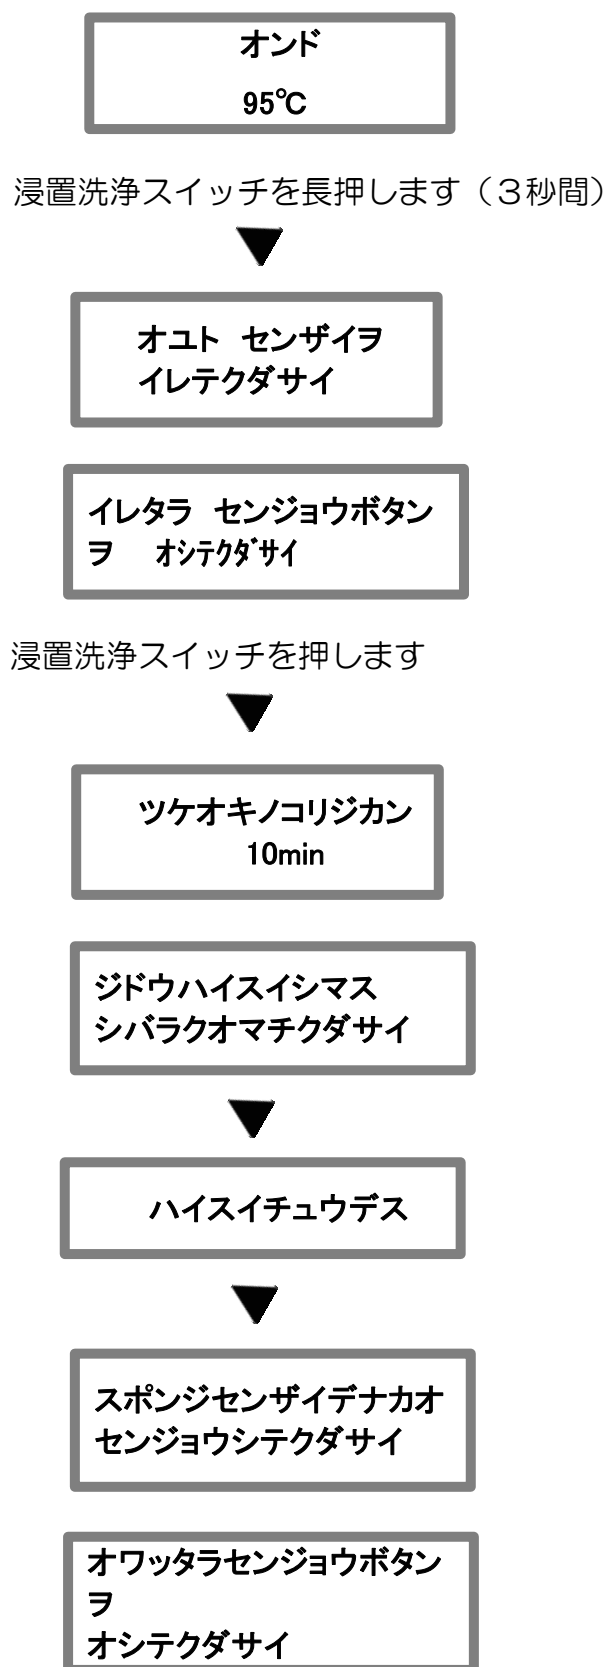 オンド
95℃
浸置洗浄スイッチを長押しします（３秒間）
オユト センザイヲ
イレテクダサイ
イレタラ センジョウボタン
ヲ ｵｼﾃｸﾀﾞｻｲ
浸置洗浄スイッチを押します
ツケオキノコリジカン
10min
ジドウハイスイシマス
シバラクオマチクダサイ
ハイスイチュウデス
スポンジセンザイデナカオ
センジョウシテクダサイ
オワッタラセンジョウボタン
ヲ
オシテクダサイ